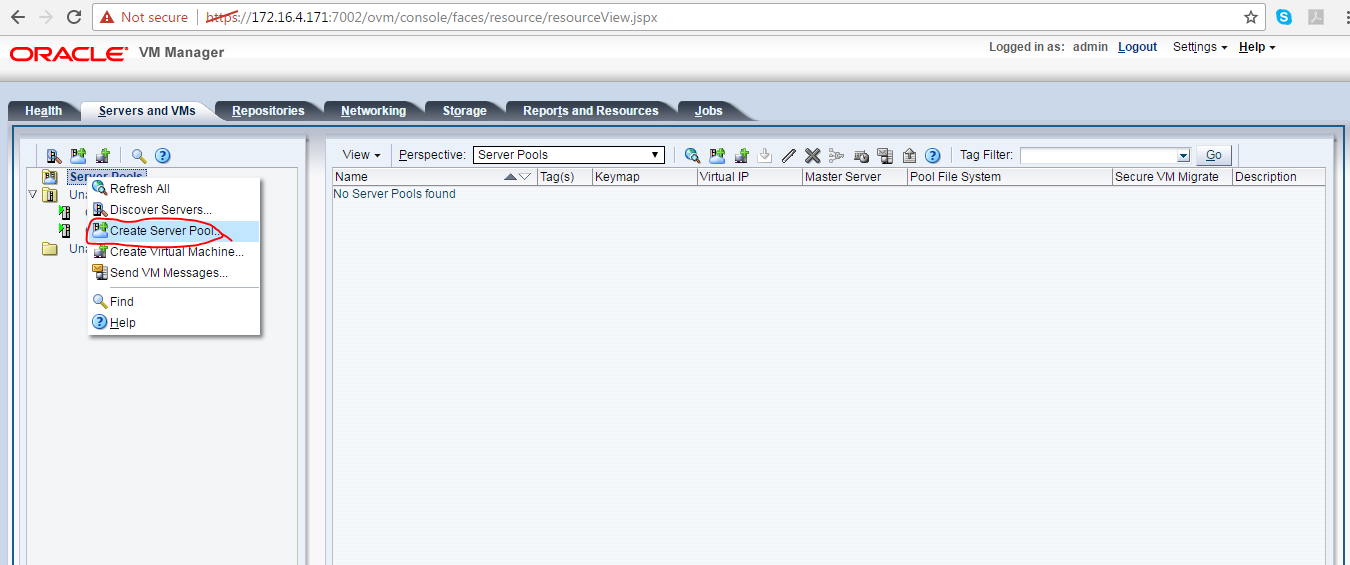 Not secure | https://172.16.4.171:7002/ovm/console/faces/resource/resourceView.jspx
ORACLE VM Manager
Logged in as: admin Logout Settings Help
Health Servers and VMs Repositories Networking Storage Reports and Resources Jobs
View Perspective: Server Pools Tag Filter: Go
Server Pools
Refresh All
Discover Servers...
Create Server Pool...
Create Virtual Machine...
Send VM Messages...
Find
Help
Name Tag(s) Keymap Virtual IP Master Server Pool File System Secure VM Migrate Description
No Server Pools found